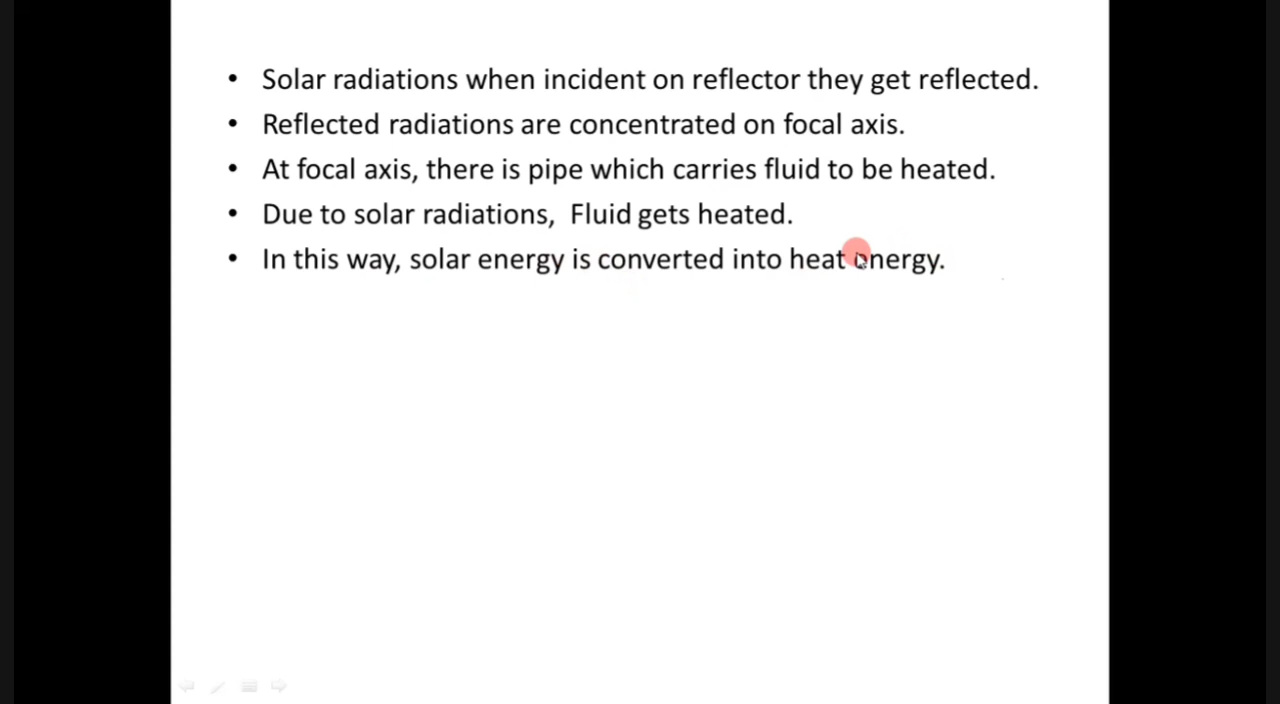 • Solar radiations when incident on reflector they get reflected.
• Reflected radiations are concentrated on focal axis.
• At focal axis, there is pipe which carries fluid to be heated.
• Due to solar radiations,  Fluid gets heated.
• In this way, solar energy is converted into heat energy.